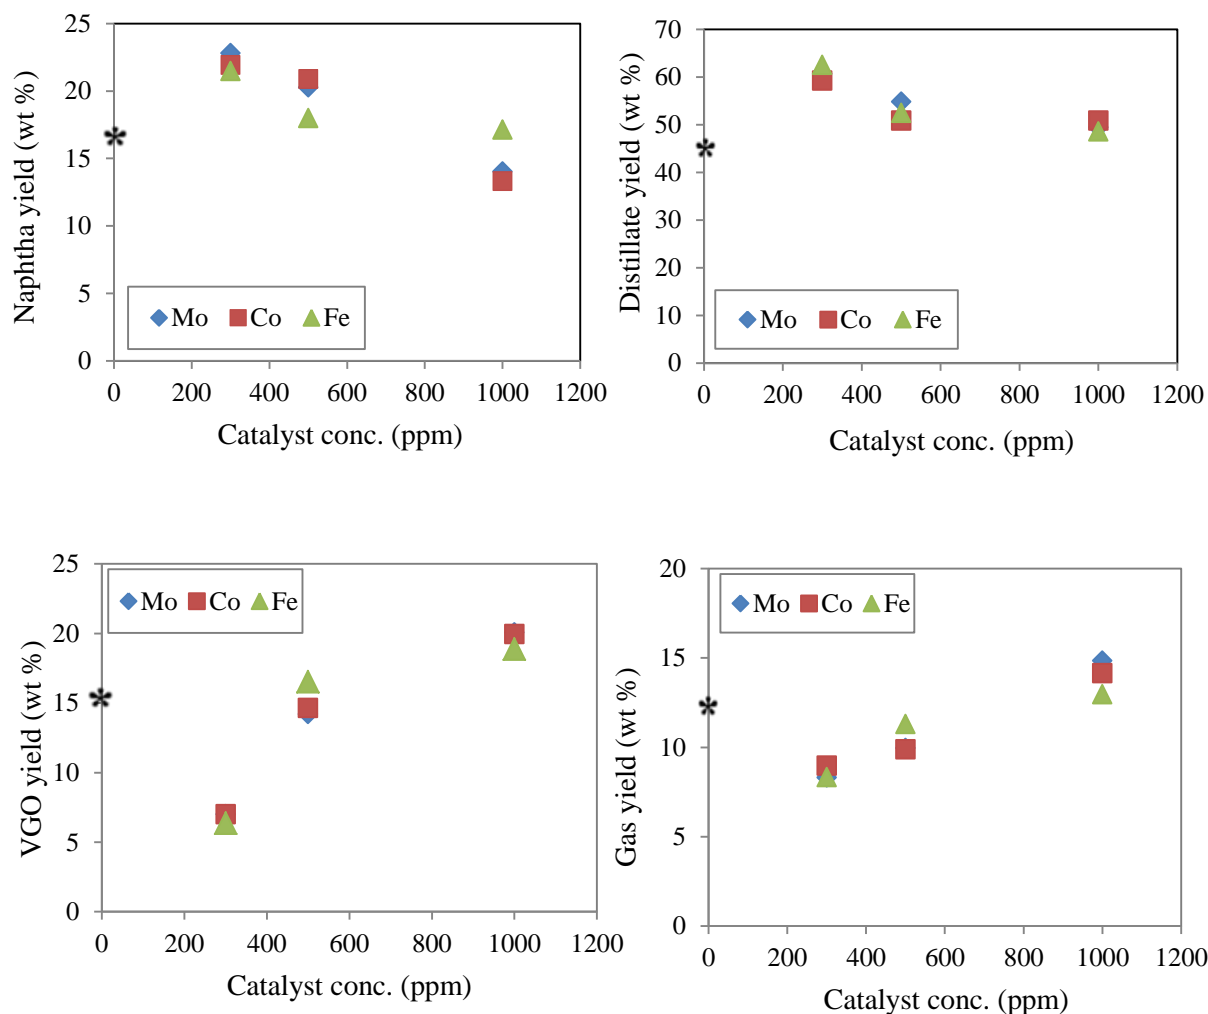 25
20
15
10
5
0
Naphtha yield (wt %)
Mo Co Fe
0 200 400 600 800 1000 1200
Catalyst conc. (ppm)
70
60
50
40
30
20
10
0
Distillate yield (wt %)
Mo Co Fe
0 200 400 600 800 1000 1200
Catalyst conc. (ppm)
25
20
15
10
5
0
VGO yield (wt %)
Mo Co Fe
0 200 400 600 800 1000 1200
Catalyst conc. (ppm)
20
15
10
5
0
Gas yield (wt %)
Mo Co Fe
0 200 400 600 800 1000 1200
Catalyst conc. (ppm)